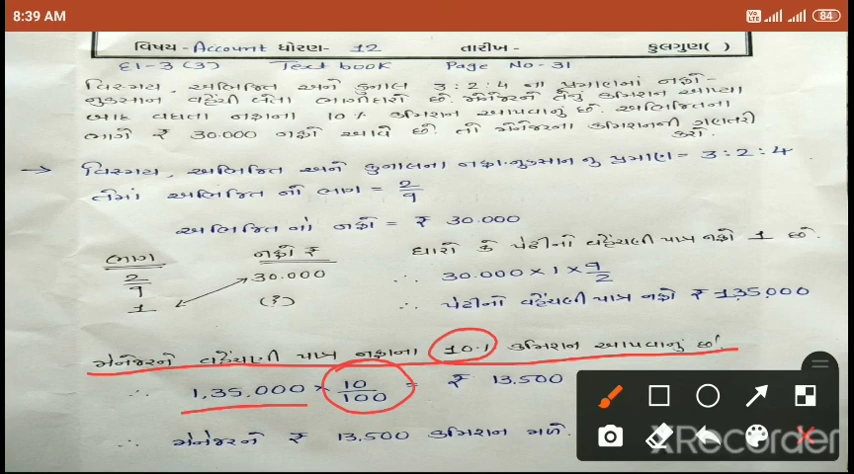 8:39 AM
84
વિષય - Account ધોરણ - 12 તારીખ - કુલગુણ( )
દા-3 (3) Text book Page No-31
વિસ્મય, અભિજિત અને કુનાલ 3:2:4 ના પ્રમાણમાં નફો-
નુકસાન વહેંચી લેતા ભાગીદારો છે. મેનેજરને તેનું કમિશન આપ્યા
બાદ વધતા નફાના 10% કમિશન આપવાનું છે. અભિજિતના
ભાગે ₹ 30.000 નફો આવે છે. તો મેનેજરના કમિશનની ગણતરી
કરો.
→ વિસ્મય, અભિજિત અને કુનાલના નફા-નુકસાન નુ પ્રમાણ = 3:2:4
તેમાં અભિજિત નો ભાગ = 2/9
અભિજિત નો નફો = ₹ 30.000
ભાગ નફો ₹ ધારો કે પેઢીનો વહેંચણી પાત્ર નફો 1 છે.
2/9 30.000 ∴ 30.000 × 1 × 9/2
1 (?) ∴ પેઢીનો વહેંચણી પાત્ર નફો ₹ 135,000
મેનેજરને વહેંચણી પાત્ર નફાના 10% કમિશન આપવાનું છે.
∴ 1,35,000 × 10/100 = ₹ 13,500
∴ મેનેજરને ₹ 13,500 કમિશન મળે.
XRecorder